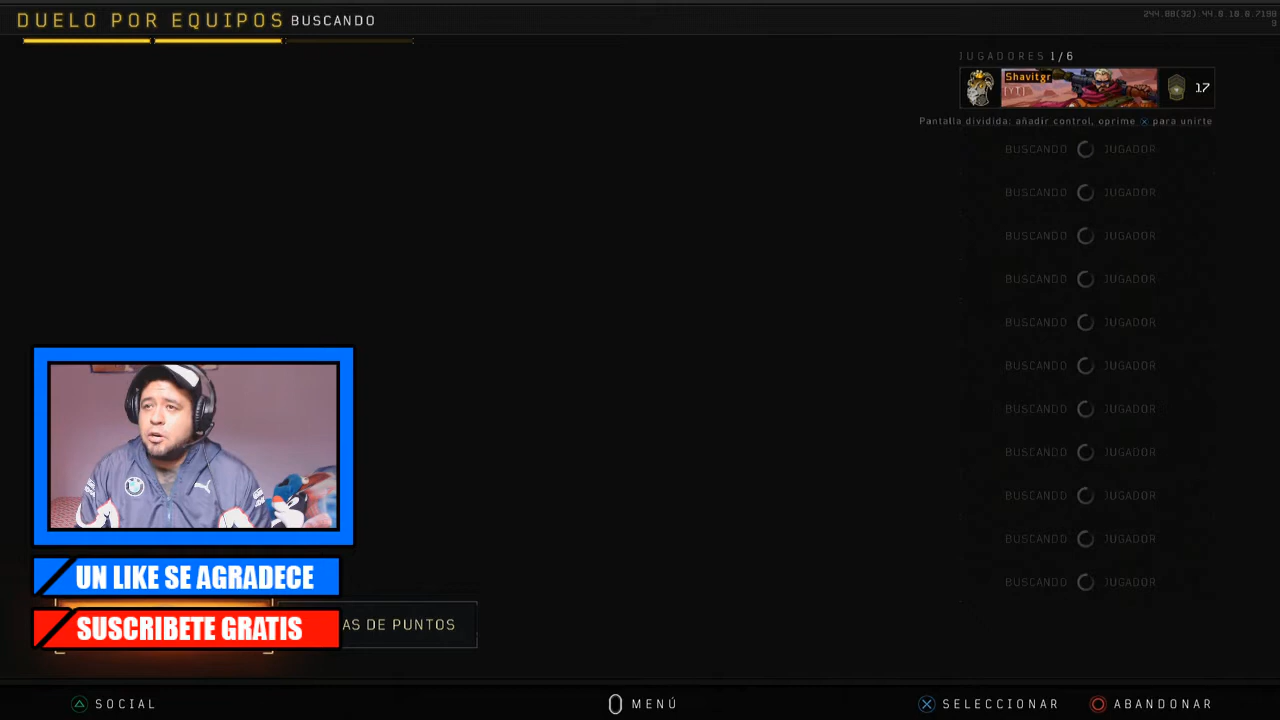 DUELO POR EQUIPOS BUSCANDO
JUGADORES 1/6
Shavitgr
[YT]
17
Pantalla dividida: añadir control, oprime para unirte
BUSCANDO JUGADOR
BUSCANDO JUGADOR
BUSCANDO JUGADOR
BUSCANDO JUGADOR
BUSCANDO JUGADOR
BUSCANDO JUGADOR
BUSCANDO JUGADOR
BUSCANDO JUGADOR
BUSCANDO JUGADOR
BUSCANDO JUGADOR
BUSCANDO JUGADOR
UN LIKE SE AGRADECE
SUSCRIBETE GRATIS
AS DE PUNTOS
SOCIAL
MENÚ
SELECCIONAR
ABANDONAR